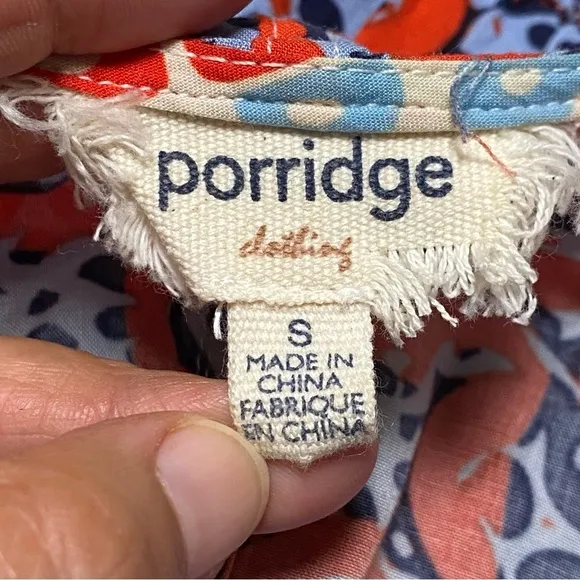 porridge
clothing
S
MADE IN
CHINA
FABRIQUE
EN CHINA